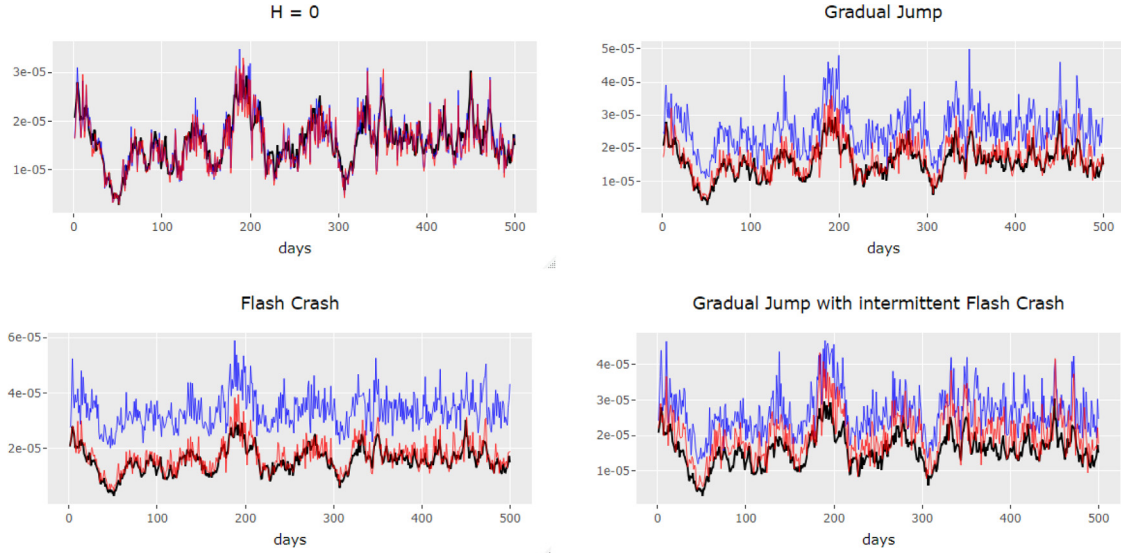 H = 0
3e-05
2e-05
1e-05
0 100 200 300 400 500
days
Gradual Jump
5e-05
4e-05
3e-05
2e-05
1e-05
0 100 200 300 400 500
days
Flash Crash
6e-05
4e-05
2e-05
0 100 200 300 400 500
days
Gradual Jump with intermittent Flash Crash
4e-05
3e-05
2e-05
1e-05
0 100 200 300 400 500
days